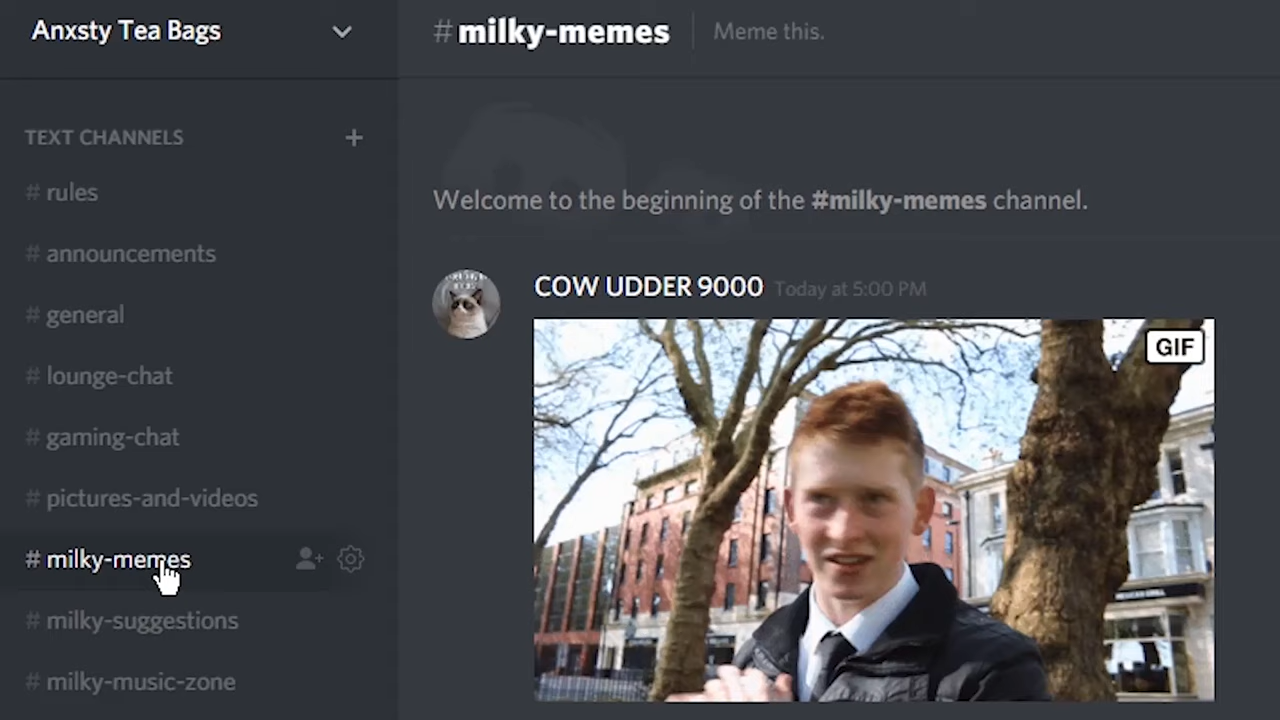 Anxsty Tea Bags
# milky-memes
Meme this.
TEXT CHANNELS +
# rules
# announcements
# general
# lounge-chat
# gaming-chat
# pictures-and-videos
# milky-memes
# milky-suggestions
# milky-music-zone
Welcome to the beginning of the #milky-memes channel.
COW UDDER 9000 Today at 5:00 PM
GIF